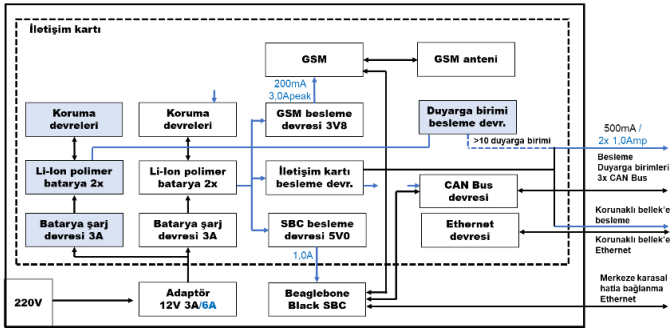 İletişim kartı
GSM
GSM anteni
200mA
3,0Apeak
Koruma
devreleri
Koruma
devreleri
GSM besleme
devresi 3V8
Duyarga birimi
besleme devr.
>10 duyarga birimi
500mA /
2x 1,0Amp
Besleme
Duyarga birimleri
3x CAN Bus
Li-Ion polimer
batarya 2x
Li-Ion polimer
batarya 2x
İletişim kartı
besleme devr.
CAN Bus
devresi
Batarya şarj
devresi 3A
Batarya şarj
devresi 3A
SBC besleme
devresi 5V0
Ethernet
devresi
Korunaklı bellek'e
besleme
Korunaklı bellek'e
Ethernet
1,0A
220V
Adaptör
12V 3A/6A
Beaglebone
Black SBC
Merkeze karasal
hatla bağlanma
Ethernet